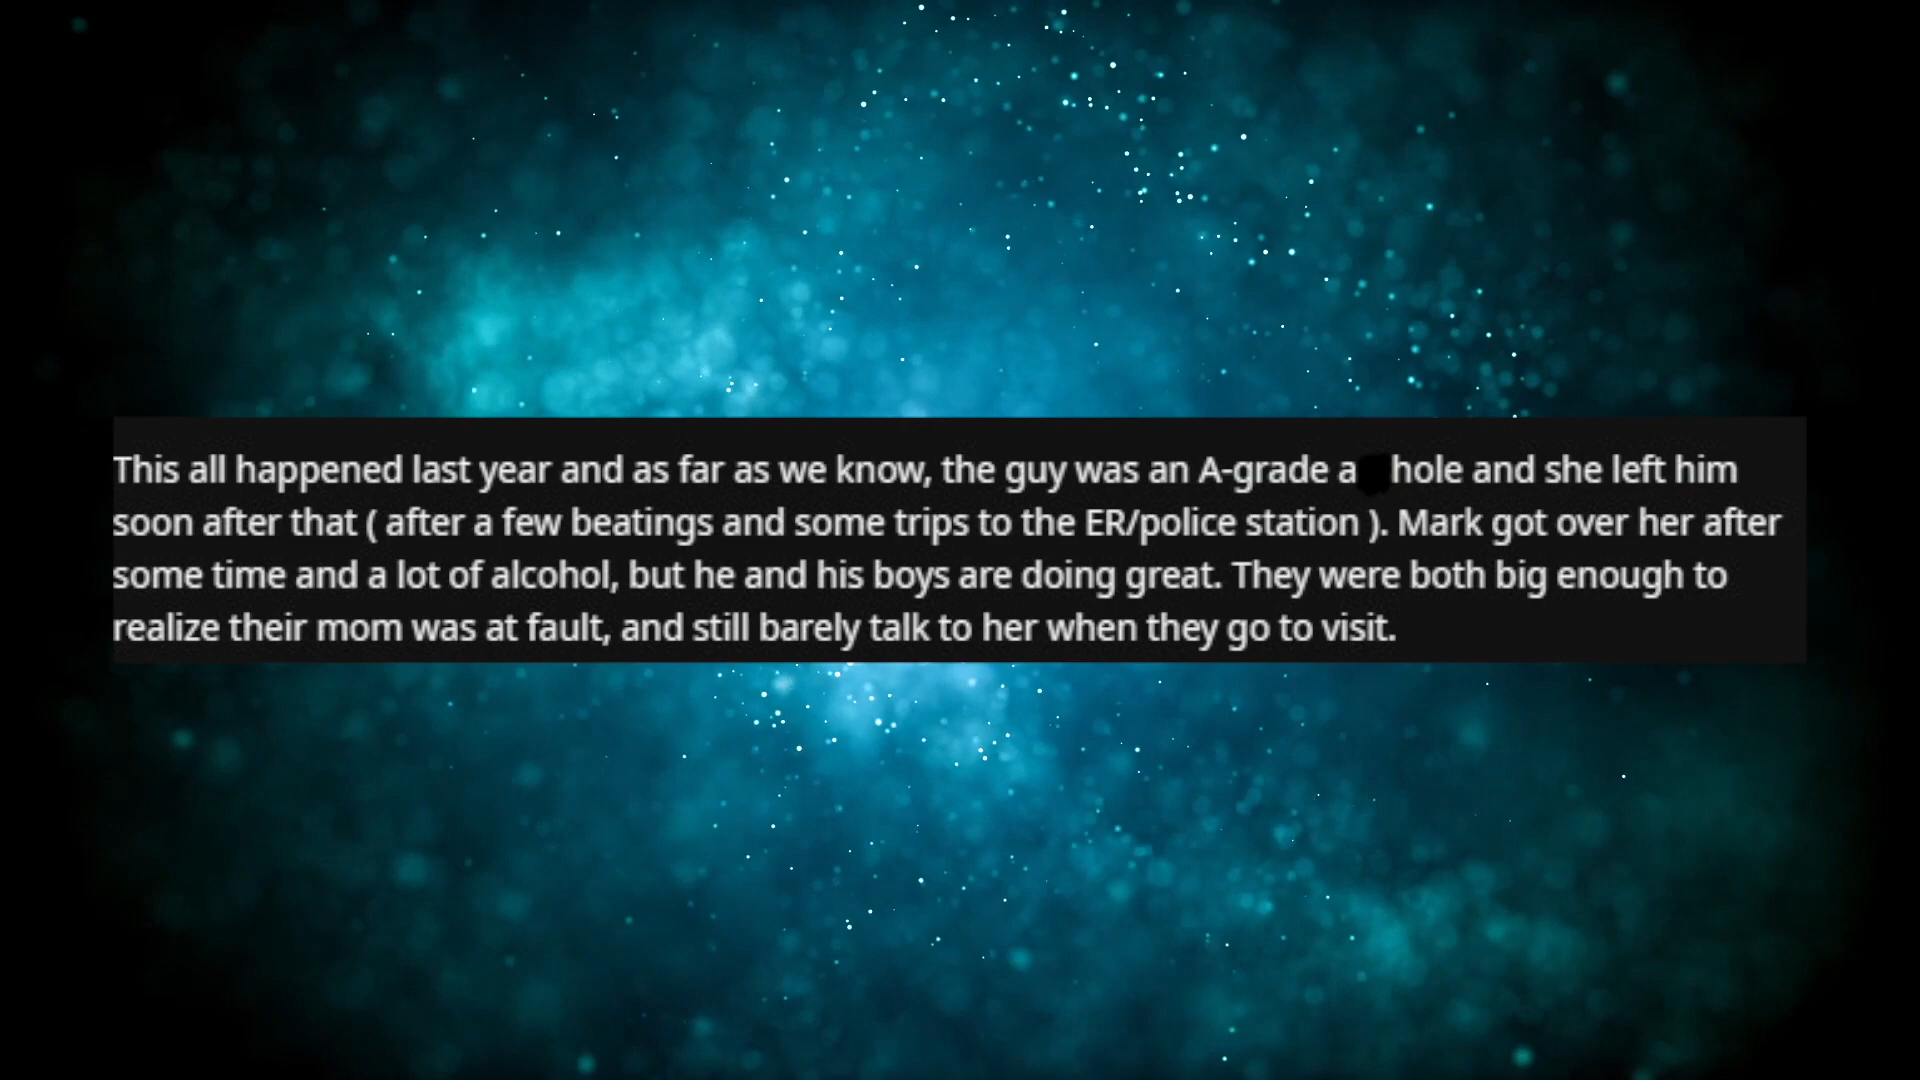 This all happened last year and as far as we know, the guy was an A-grade a hole and she left him
soon after that ( after a few beatings and some trips to the ER/police station ). Mark got over her after
some time and a lot of alcohol, but he and his boys are doing great. They were both big enough to
realize their mom was at fault, and still barely talk to her when they go to visit.